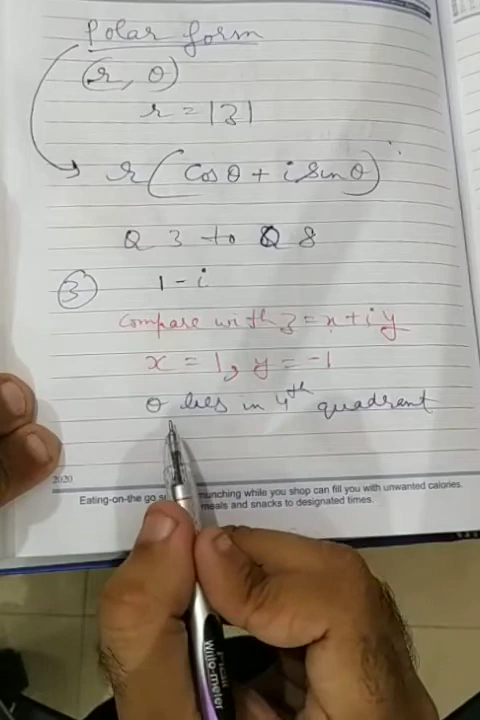 Polar form
(r, θ)
r = |z|
r(cosθ + i sinθ)
Q 3 to Q 8
③ 1 - i
Compare with z = x + iy
x = 1, y = -1
θ lies in 4th quadrant
2020
Eating-on-the go munching while you shop can fill you with unwanted calories.
meals and snacks to designated times.
Write-meter